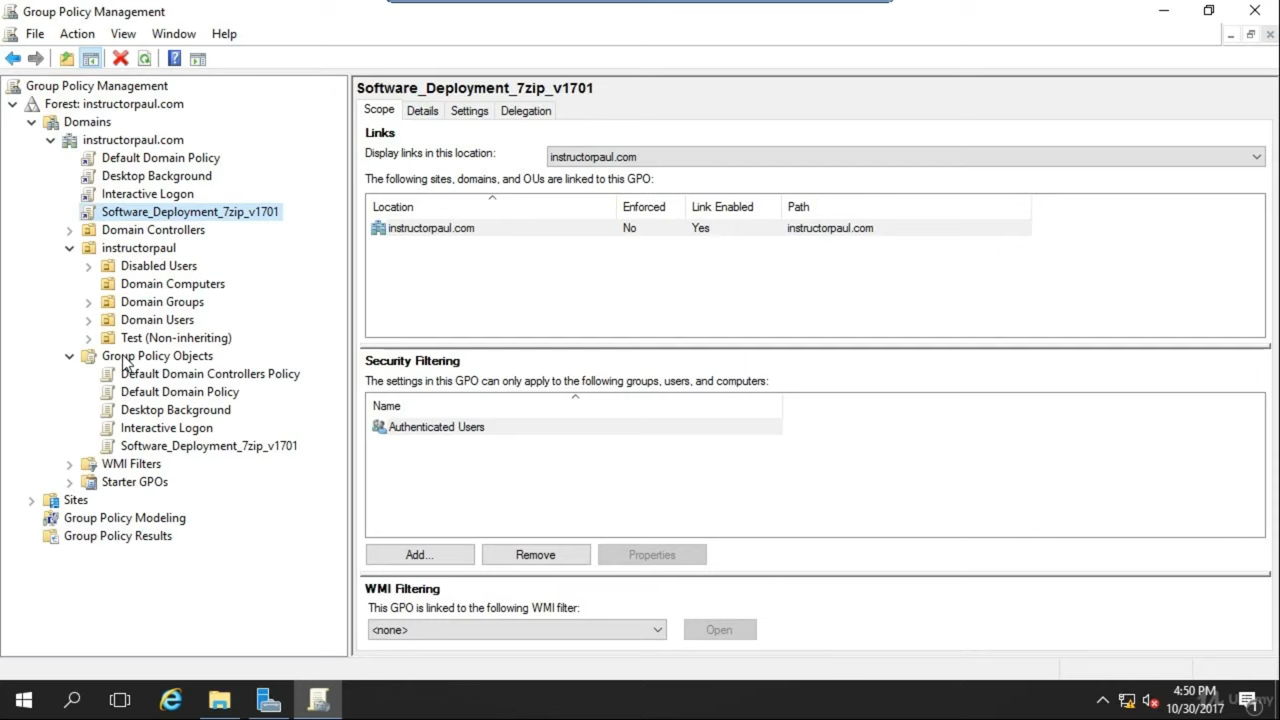 Group Policy Management
File Action View Window Help
Group Policy Management
Forest: instructorpaul.com
Domains
instructorpaul.com
Default Domain Policy
Desktop Background
Interactive Logon
Software_Deployment_7zip_v1701
Domain Controllers
instructorpaul
Disabled Users
Domain Computers
Domain Groups
Domain Users
Test (Non-inheriting)
Group Policy Objects
Default Domain Controllers Policy
Default Domain Policy
Desktop Background
Interactive Logon
Software_Deployment_7zip_v1701
WMI Filters
Starter GPOs
Sites
Group Policy Modeling
Group Policy Results
Software_Deployment_7zip_v1701
Scope Details Settings Delegation
Links
Display links in this location: instructorpaul.com
The following sites, domains, and OUs are linked to this GPO:
Location Enforced Link Enabled Path
instructorpaul.com No Yes instructorpaul.com
Security Filtering
The settings in this GPO can only apply to the following groups, users, and computers:
Name
Authenticated Users
Add... Remove Properties
WMI Filtering
This GPO is linked to the following WMI filter:
<none> Open
4:50 PM
10/30/2017
Udemy
1